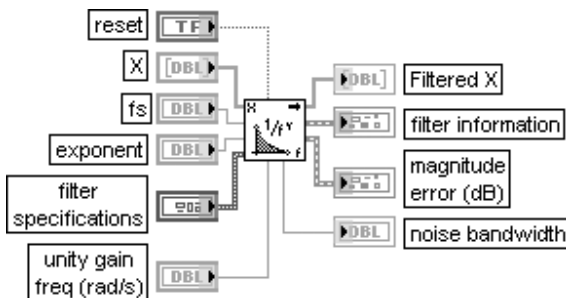 reset
TF
X
[DBL]
fs
DBL
exponent
DBL
filter
specifications
unity gain
freq (rad/s)
DBL
X
1/f γ
f
[DBL]
Filtered X
filter information
magnitude
error (dB)
DBL
noise bandwidth